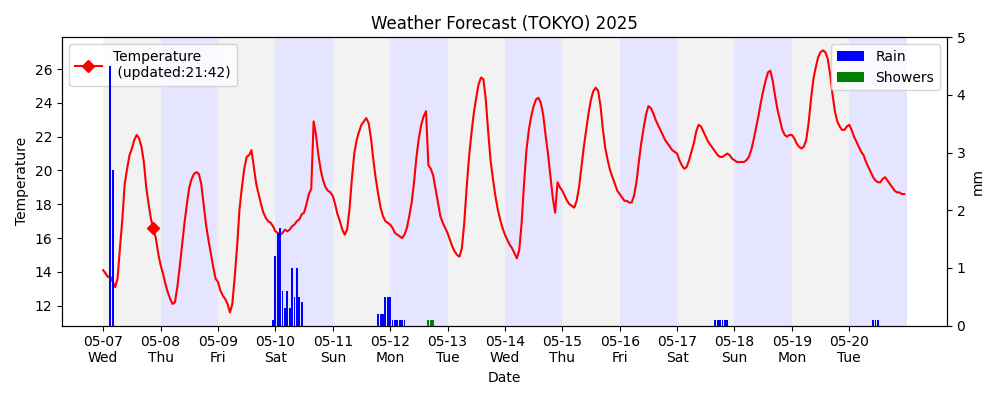 Weather Forecast (TOKYO) 2025
Temperature
(updated:21:42)
Rain
Showers
Temperature
26
24
22
20
18
16
14
12
5
4
3
2
1
0
mm
05-07 05-08 05-09 05-10 05-11 05-12 05-13 05-14 05-15 05-16 05-17 05-18 05-19 05-20
Wed Thu Fri Sat Sun Mon Tue Wed Thu Fri Sat Sun Mon Tue
Date